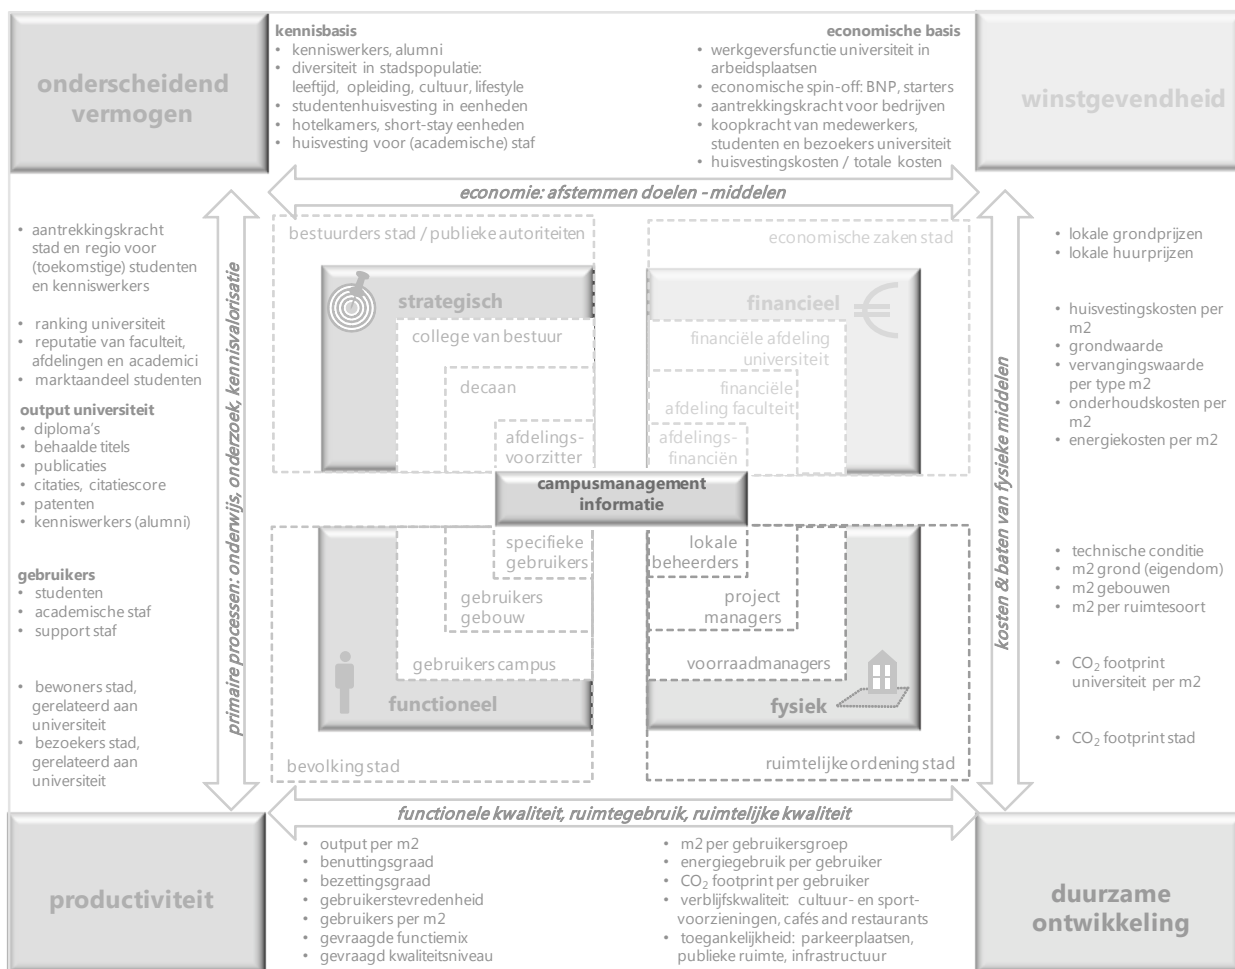 onderscheidend
vermogen
kennisbasis
• kenniswerkers, alumni
• diversiteit in stadspopulatie:
leeftijd, opleiding, cultuur, lifestyle
• studentenhuisvesting in eenheden
• hotelkamers, short-stay eenheden
• huisvesting voor (academische) staf
economische basis
• werkgeversfunctie universiteit in
arbeidsplaatsen
• economische spin-off: BNP, starters
• aantrekkingskracht voor bedrijven
• koopkracht van medewerkers,
studenten en bezoekers universiteit
• huisvestingskosten / totale kosten
winstgevendheid
economie: afstemmen doelen - middelen
• aantrekkingskracht
stad en regio voor
(toekomstige) studenten
en kenniswerkers
• ranking universiteit
• reputatie van faculteit,
afdelingen en academici
• marktaandeel studenten
output universiteit
• diploma's
• behaalde titels
• publicaties
• citaties, citatiescore
• patenten
• kenniswerkers (alumni)
gebruikers
• studenten
• academische staf
• support staf
• bewoners stad,
gerelateerd aan
universiteit
• bezoekers stad,
gerelateerd aan
universiteit
primaire processen: onderwijs, onderzoek, kennisvalorisatie
bestuurders stad / publieke autoriteiten
strategisch
college van bestuur
decaan
afdelings-
voorzitter
economische zaken stad
financieel
financiële afdeling
universiteit
financiële
afdeling faculteit
afdelings-
financiën
campusmanagement
informatie
specifieke
gebruikers
gebruikers
gebouw
gebruikers campus
functioneel
bevolking stad
lokale
beheerders
project
managers
voorraadmanagers
fysiek
ruimtelijke ordening stad
kosten & baten van fysieke middelen
• lokale grondprijzen
• lokale huurprijzen
• huisvestingskosten per
m2
• grondwaarde
• vervangingswaarde
per type m2
• onderhoudskosten per
m2
• energiekosten per m2
• technische conditie
• m2 grond (eigendom)
• m2 gebouwen
• m2 per ruimtesoort
• CO2 footprint
universiteit per m2
• CO2 footprint stad
functionele kwaliteit, ruimtegebruik, ruimtelijke kwaliteit
productiviteit
• output per m2
• benuttingsgraad
• bezettingsgraad
• gebruikerstevredenheid
• gebruikers per m2
• gevraagde functiemix
• gevraagd kwaliteitsniveau
• m2 per gebruikersgroep
• energiegebruik per gebruiker
• CO2 footprint per gebruiker
• verblijfskwaliteit: cultuur- en sport-
voorzieningen, cafés and restaurants
• toegankelijkheid: parkeerplaatsen,
publieke ruimte, infrastructuur
duurzame
ontwikkeling